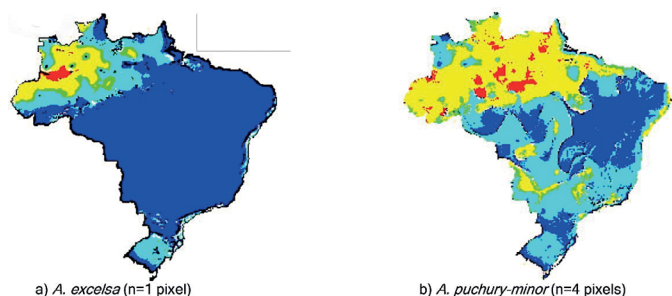 a) A. excelsa (n=1 pixel)
b) A. puchury-minor (n=4 pixels)